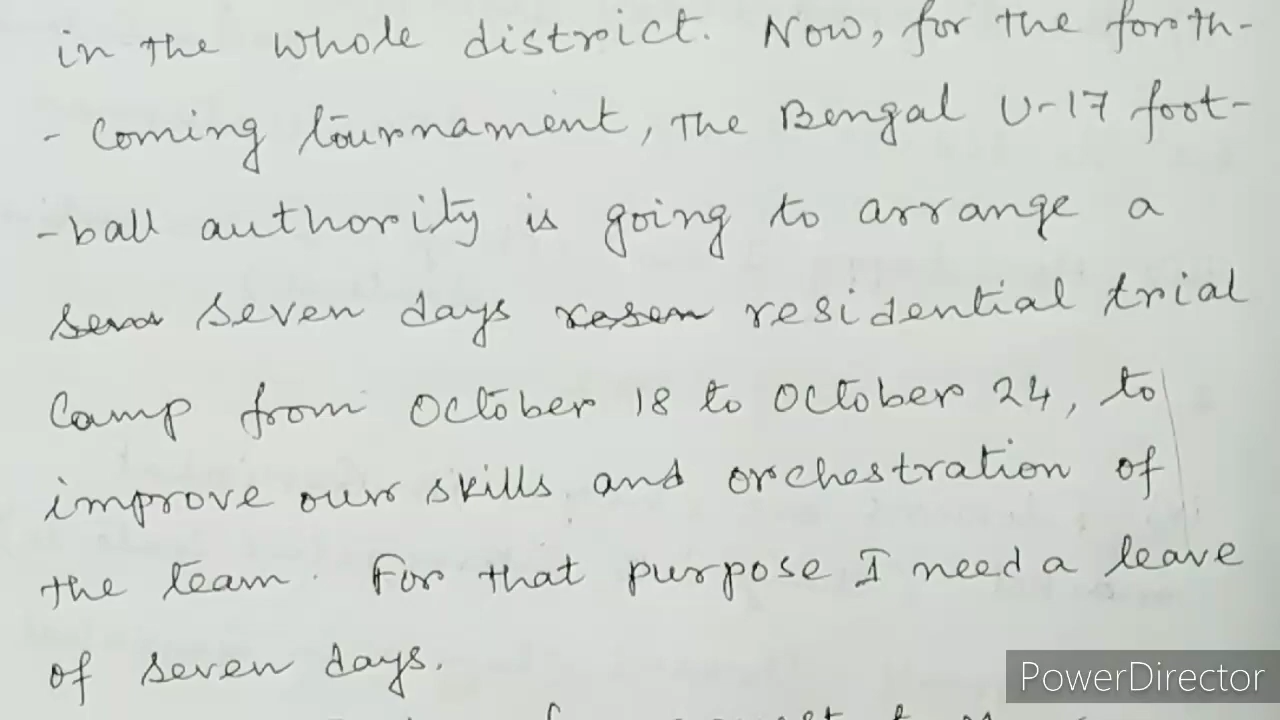 in the whole district. Now, for the forth-
- coming tournament, the Bengal U-17 foot-
-ball authority is going to arrange a
seven days residential trial
Camp from October 18 to October 24, to
improve our skills and orchestration of
the team. For that purpose I need a leave
of seven days.
PowerDirector